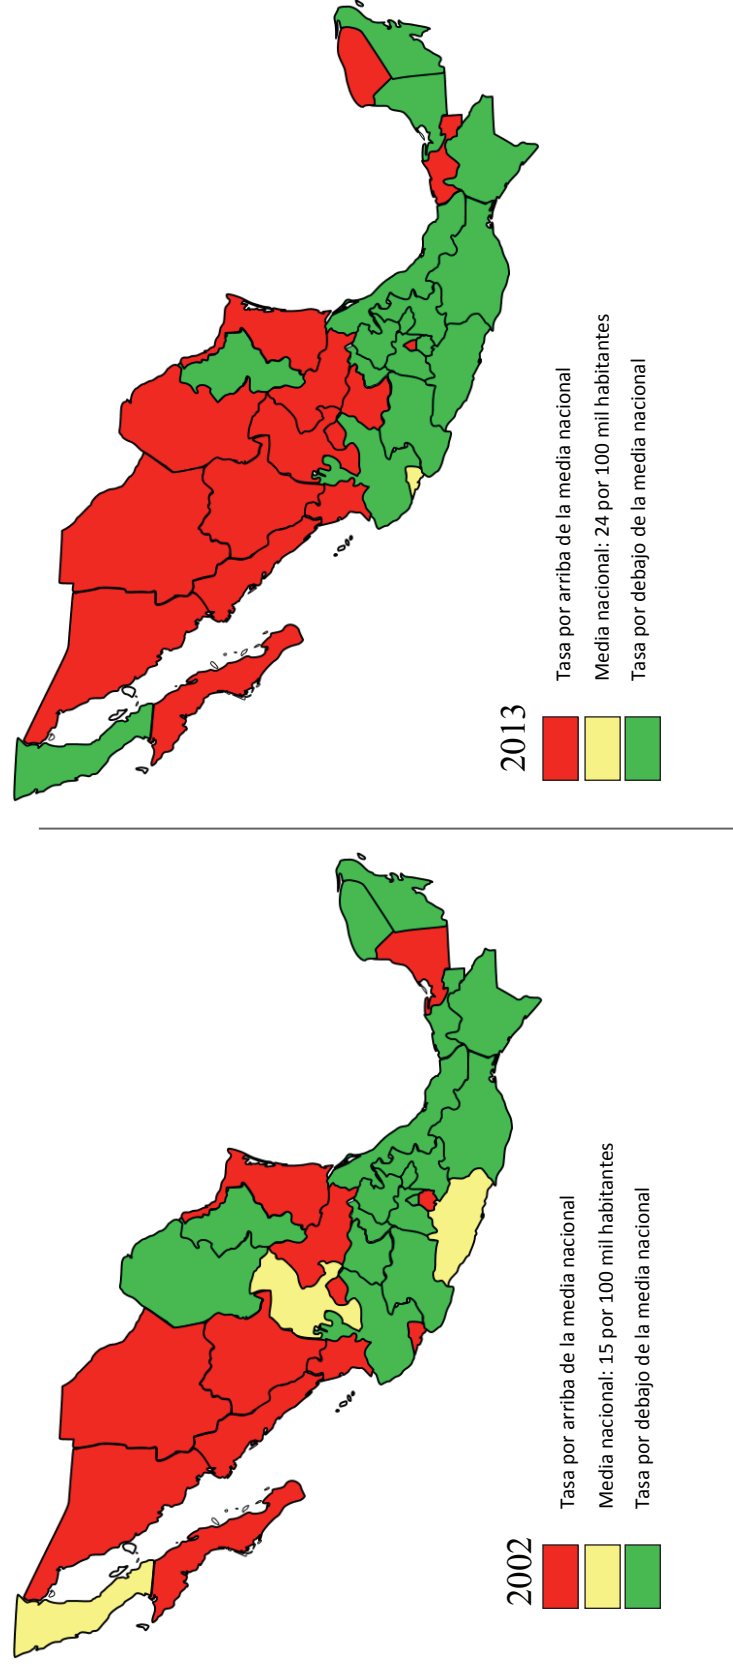 2002
Tasa por arriba de la media nacional
Media nacional: 15 por 100 mil habitantes
Tasa por debajo de la media nacional
2013
Tasa por arriba de la media nacional
Media nacional: 24 por 100 mil habitantes
Tasa por debajo de la media nacional